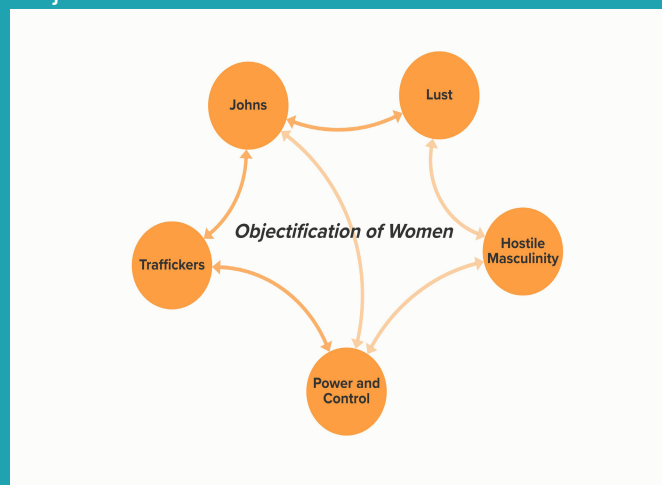 Johns
Lust
Objectification of Women
Traffickers
Hostile
Masculinity
Power and
Control